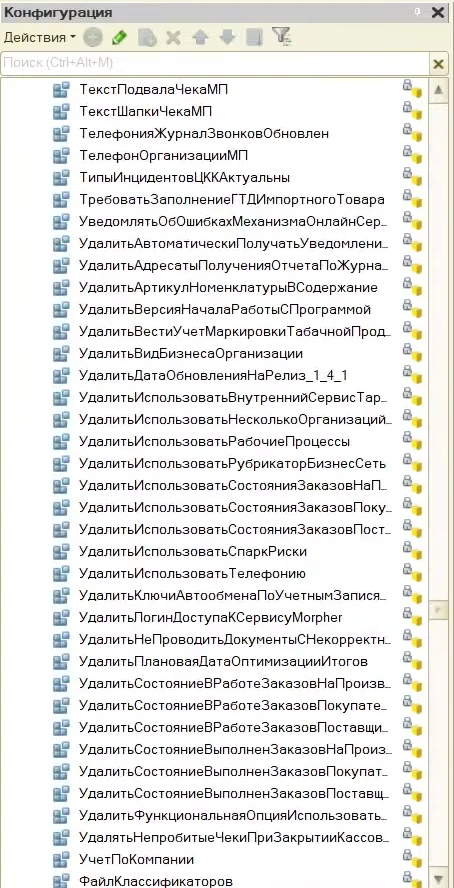 Конфигурация
Действия
Поиск (Ctrl+Alt+M)
ТекстПодвалаЧекаМП
ТекстШапкиЧекаМП
ТелефонияЖурналЗвонковОбновлен
ТелефонОрганизацииМП
ТипыИнцидентовЦККАктуальны
ТребоватьЗаполнениеГТДИмпортногоТовара
УведомлятьОбОшибкахМеханизмаОнлайнСер...
УдалитьАвтоматическиПолучатьУведомлени...
УдалитьАдресатыПолученияОтчетаПоЖурна...
УдалитьАртикулНоменклатурыВСодержание
УдалитьВерсияНачалаРаботыСПрограммой
УдалитьВестиУчетМаркировкиТабачнойПрод...
УдалитьВидБизнесаОрганизации
УдалитьДатаОбновленияНаРелиз_1_4_1
УдалитьИспользоватьВнутреннийСервисТар...
УдалитьИспользоватьНесколькоОрганизаций...
УдалитьИспользоватьРабочиеПроцессы
УдалитьИспользоватьРубрикаторБизнесСеть
УдалитьИспользоватьСостоянияЗаказовНаП...
УдалитьИспользоватьСостоянияЗаказовПоку...
УдалитьИспользоватьСостоянияЗаказовПост...
УдалитьИспользоватьСпаркРиски
УдалитьИспользоватьТелефонию
УдалитьКлючиАвтообменаПоУчетнымЗапися...
УдалитьЛогинДоступаКСервисуMorpher
УдалитьНеПроводитьДокументыСНекорректн...
УдалитьПлановаяДатаОптимизацииИтогов
УдалитьСостояниеВРаботеЗаказовНаПроизв...
УдалитьСостояниеВРаботеЗаказовПокупате...
УдалитьСостояниеВРаботеЗаказовПоставщи...
УдалитьСостояниеВыполненЗаказовНаПроиз...
УдалитьСостояниеВыполненЗаказовПокупат...
УдалитьСостояниеВыполненЗаказовПоставщ...
УдалитьФункциональнаяОпцияИспользовать...
УдалятьНепробитыеЧекиПриЗакрытииКассов...
УчетПоКомпании
ФайлКлассификаторов